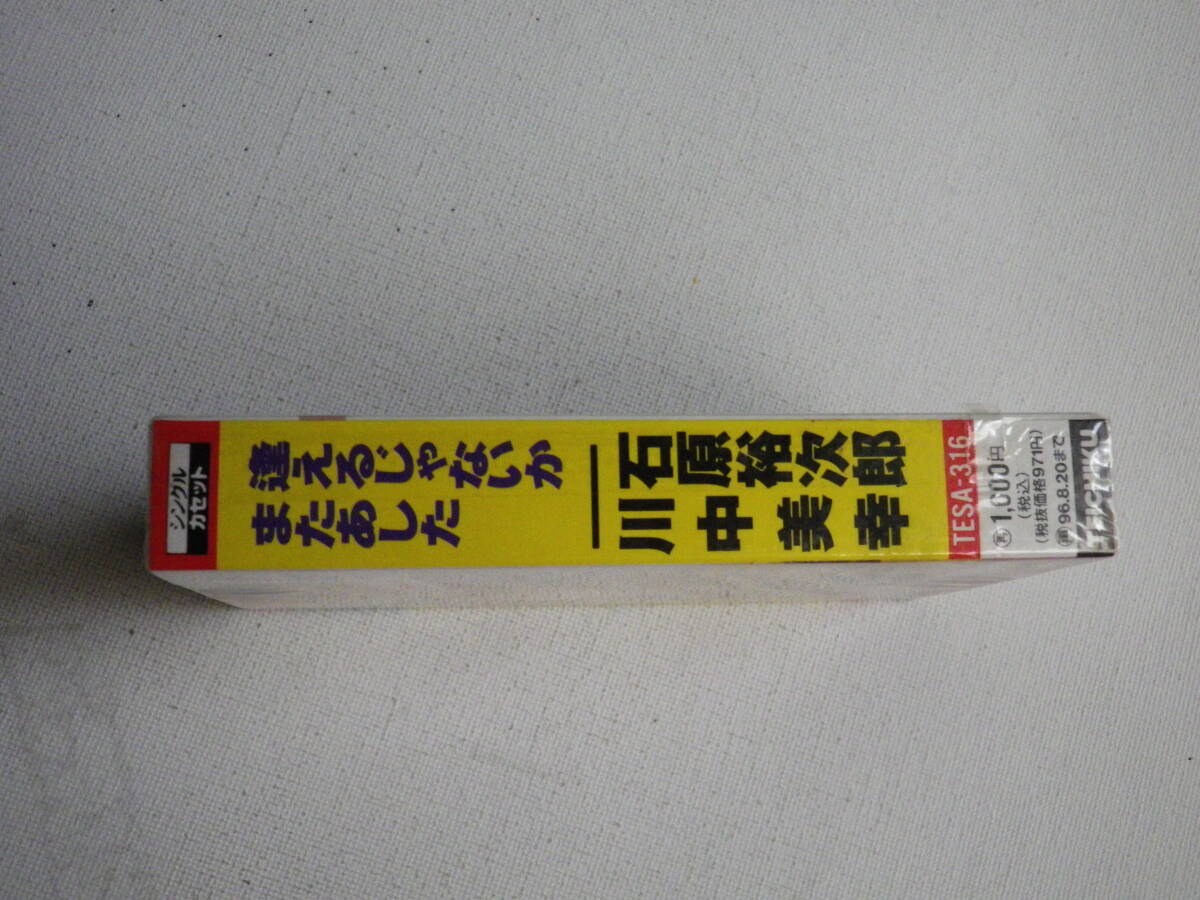 シングル
カセット
逢えるじゃないか
またあした
石原裕次郎
川中美幸
TESA-316
1,000円
(税込)
(税抜価格971円)
96.8.20まで
TEICHIKU